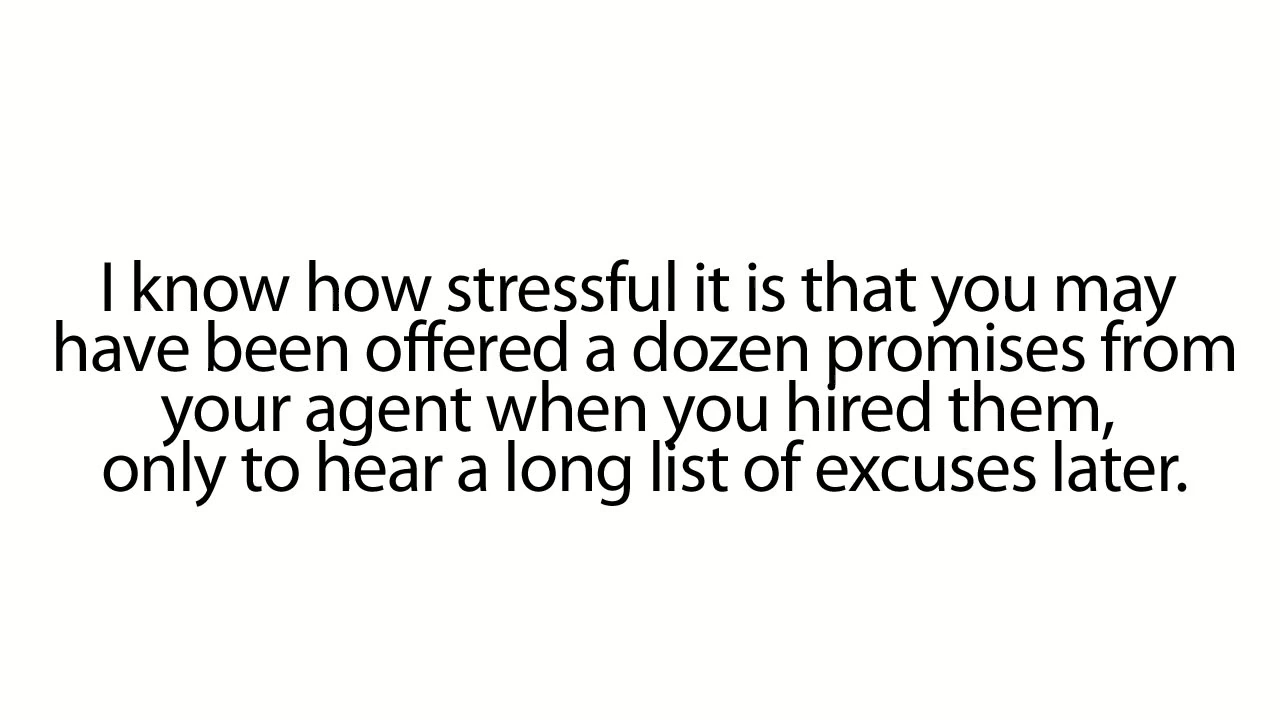 I know how stressful it is that you may
have been offered a dozen promises from
your agent when you hired them,
only to hear a long list of excuses later.